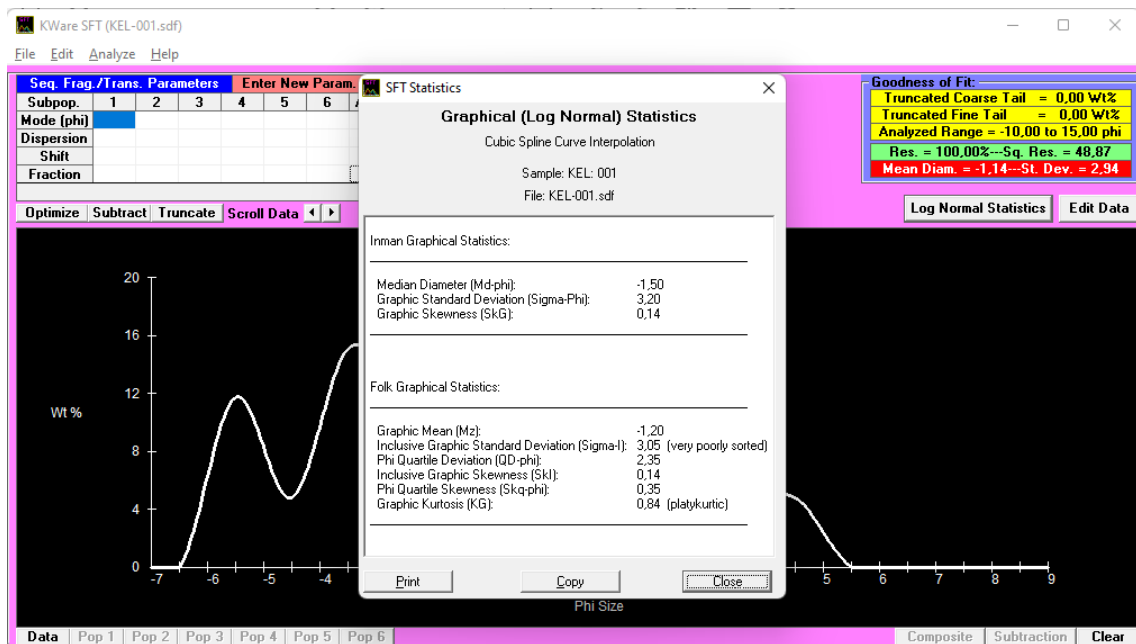 KWare SFT (KEL-001.sdf)
File Edit Analyze Help
Seq. Frag./Trans. Parameters Enter New Param.
Subpop. 1 2 3 4 5 6
Mode (phi)
Dispersion
Shift
Fraction
Optimize Subtract Truncate Scroll Data
Goodness of Fit:
Truncated Coarse Tail = 0,00 Wt%
Truncated Fine Tail = 0,00 Wt%
Analyzed Range = -10,00 to 15,00 phi
Res. = 100,00%---Sq. Res. = 48,87
Mean Diam. = -1,14---St. Dev. = 2,94
Log Normal Statistics Edit Data
SFT Statistics
Graphical (Log Normal) Statistics
Cubic Spline Curve Interpolation
Sample: KEL: 001
File: KEL-001.sdf
Inman Graphical Statistics:
Median Diameter (Md-phi): -1,50
Graphic Standard Deviation (Sigma-Phi): 3,20
Graphic Skewness (SkG): 0,14
Folk Graphical Statistics:
Graphic Mean (Mz): -1,20
Inclusive Graphic Standard Deviation (Sigma-I): 3,05 (very poorly sorted)
Phi Quartile Deviation (QD-phi): 2,35
Inclusive Graphic Skewness (SkI): 0,14
Phi Quartile Skewness (Skq-phi): 0,35
Graphic Kurtosis (KG): 0,84 (platykurtic)
Print Copy Close
20
16
12
Wt %
8
4
0
-7 -6 -5 -4 5 6 7 8 9
Phi Size
Data Pop 1 Pop 2 Pop 3 Pop 4 Pop 5 Pop 6 Composite Subtraction Clear